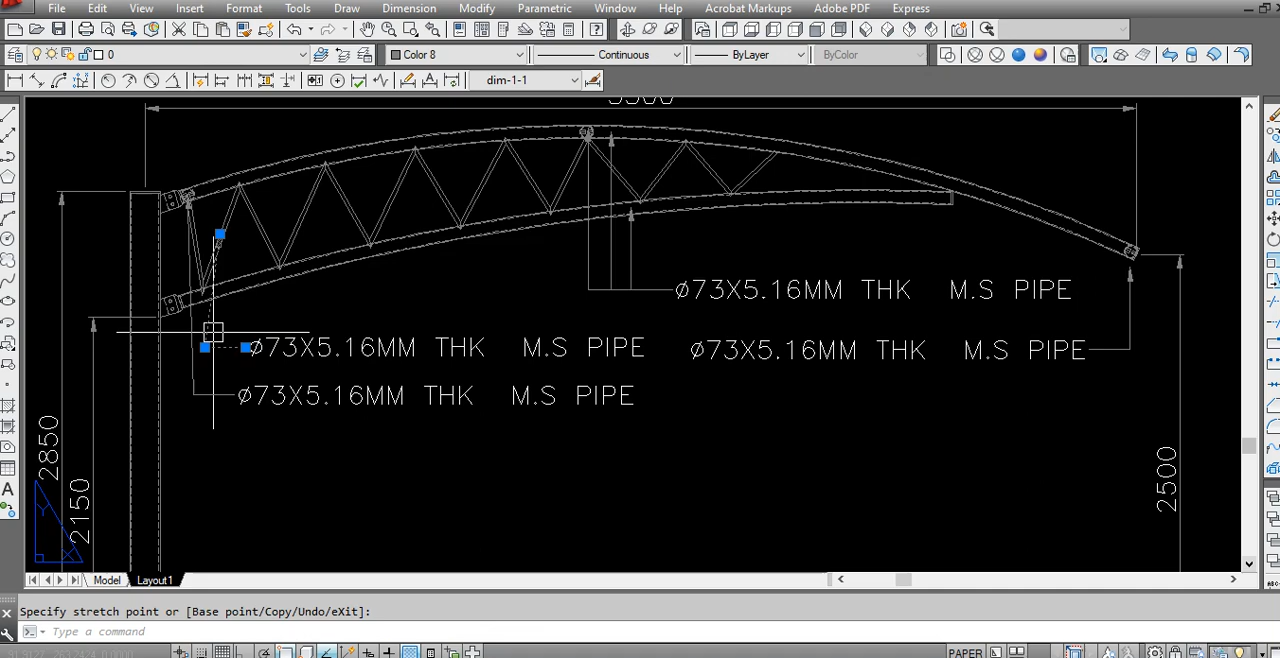 File Edit View Insert Format Tools Draw Dimension Modify Parametric Window Help Acrobat Markups Adobe PDF Express
0 Color 8 Continuous ByLayer ByColor
dim-1-1
Ø73X5.16MM THK M.S PIPE
Ø73X5.16MM THK M.S PIPE
Ø73X5.16MM THK M.S PIPE
Ø73X5.16MM THK M.S PIPE
2850
2150
2500
Y
X
Model Layout1
Specify stretch point or [Base point/Copy/Undo/eXit]:
Type a command
PAPER